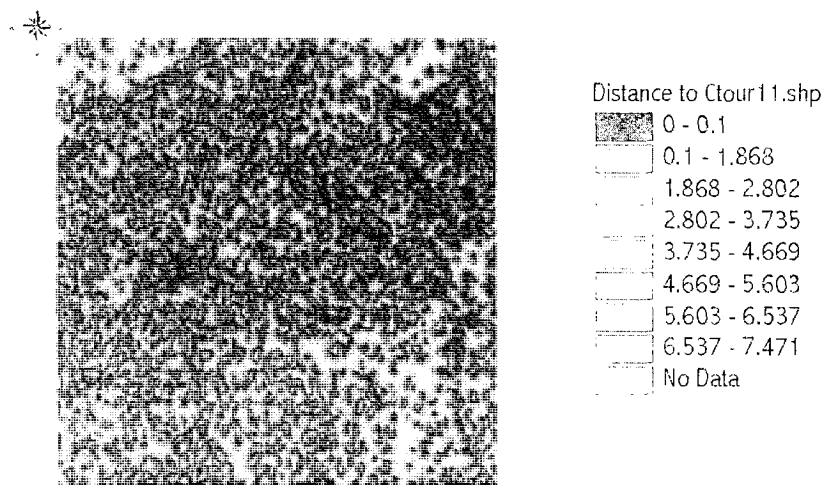 Distance to Ctour11.shp
0 - 0.1
0.1 - 1.868
1.868 - 2.802
2.802 - 3.735
3.735 - 4.669
4.669 - 5.603
5.603 - 6.537
6.537 - 7.471
No Data